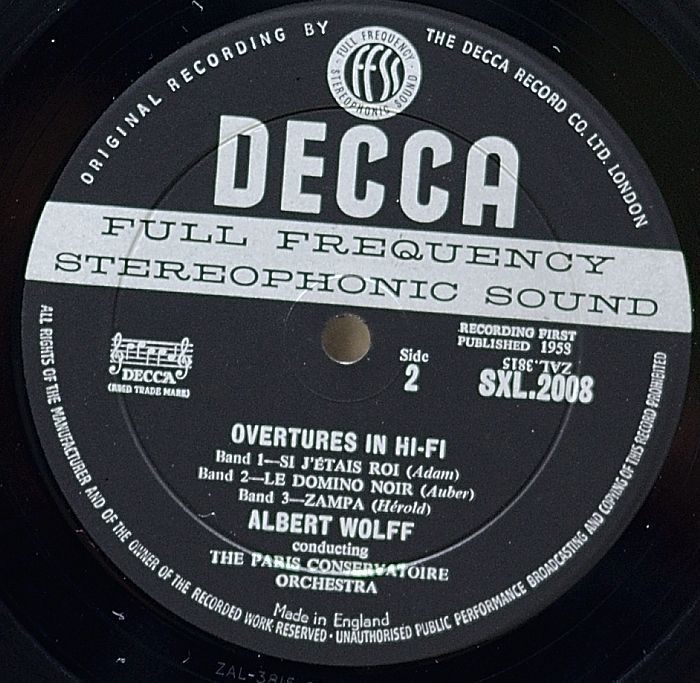 ORIGINAL RECORDING BY
THE DECCA RECORD CO. LTD. LONDON
FULL FREQUENCY
FFSS
STEREOPHONIC SOUND
DECCA
FULL FREQUENCY
STEREOPHONIC SOUND
DECCA
(REGD TRADE MARK)
Side
2
RECORDING FIRST
PUBLISHED 1958
ZAL.3815
SXL.2008
OVERTURES IN HI-FI
Band 1—SI J'ÉTAIS ROI (Adam)
Band 2—LE DOMINO NOIR (Auber)
Band 3—ZAMPA (Hérold)
ALBERT WOLFF
conducting
THE PARIS CONSERVATOIRE
ORCHESTRA
Made in England
ALL RIGHTS OF THE MANUFACTURER AND OF THE OWNER OF THE RECORDED WORK RESERVED · UNAUTHORISED PUBLIC PERFORMANCE BROADCASTING AND COPYING OF THIS RECORD PROHIBITED